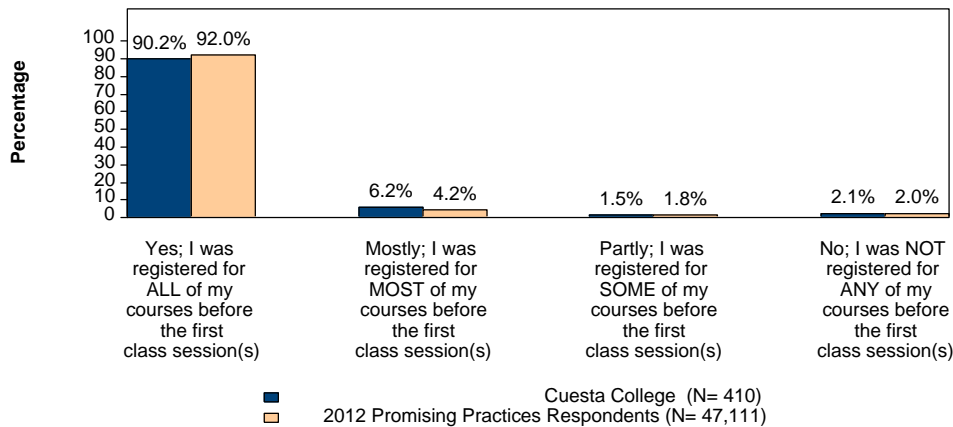 Percentage
100
90
80
70
60
50
40
30
20
10
0
90.2%
92.0%
6.2%
4.2%
1.5%
1.8%
2.1%
2.0%
Yes; I was
registered for
ALL of my
courses before
the first
class session(s)
Mostly; I was
registered for
MOST of my
courses before
the first
class session(s)
Partly; I was
registered for
SOME of my
courses before
the first
class session(s)
No; I was NOT
registered for
ANY of my
courses before
the first
class session(s)
Cuesta College (N= 410)
2012 Promising Practices Respondents (N= 47,111)